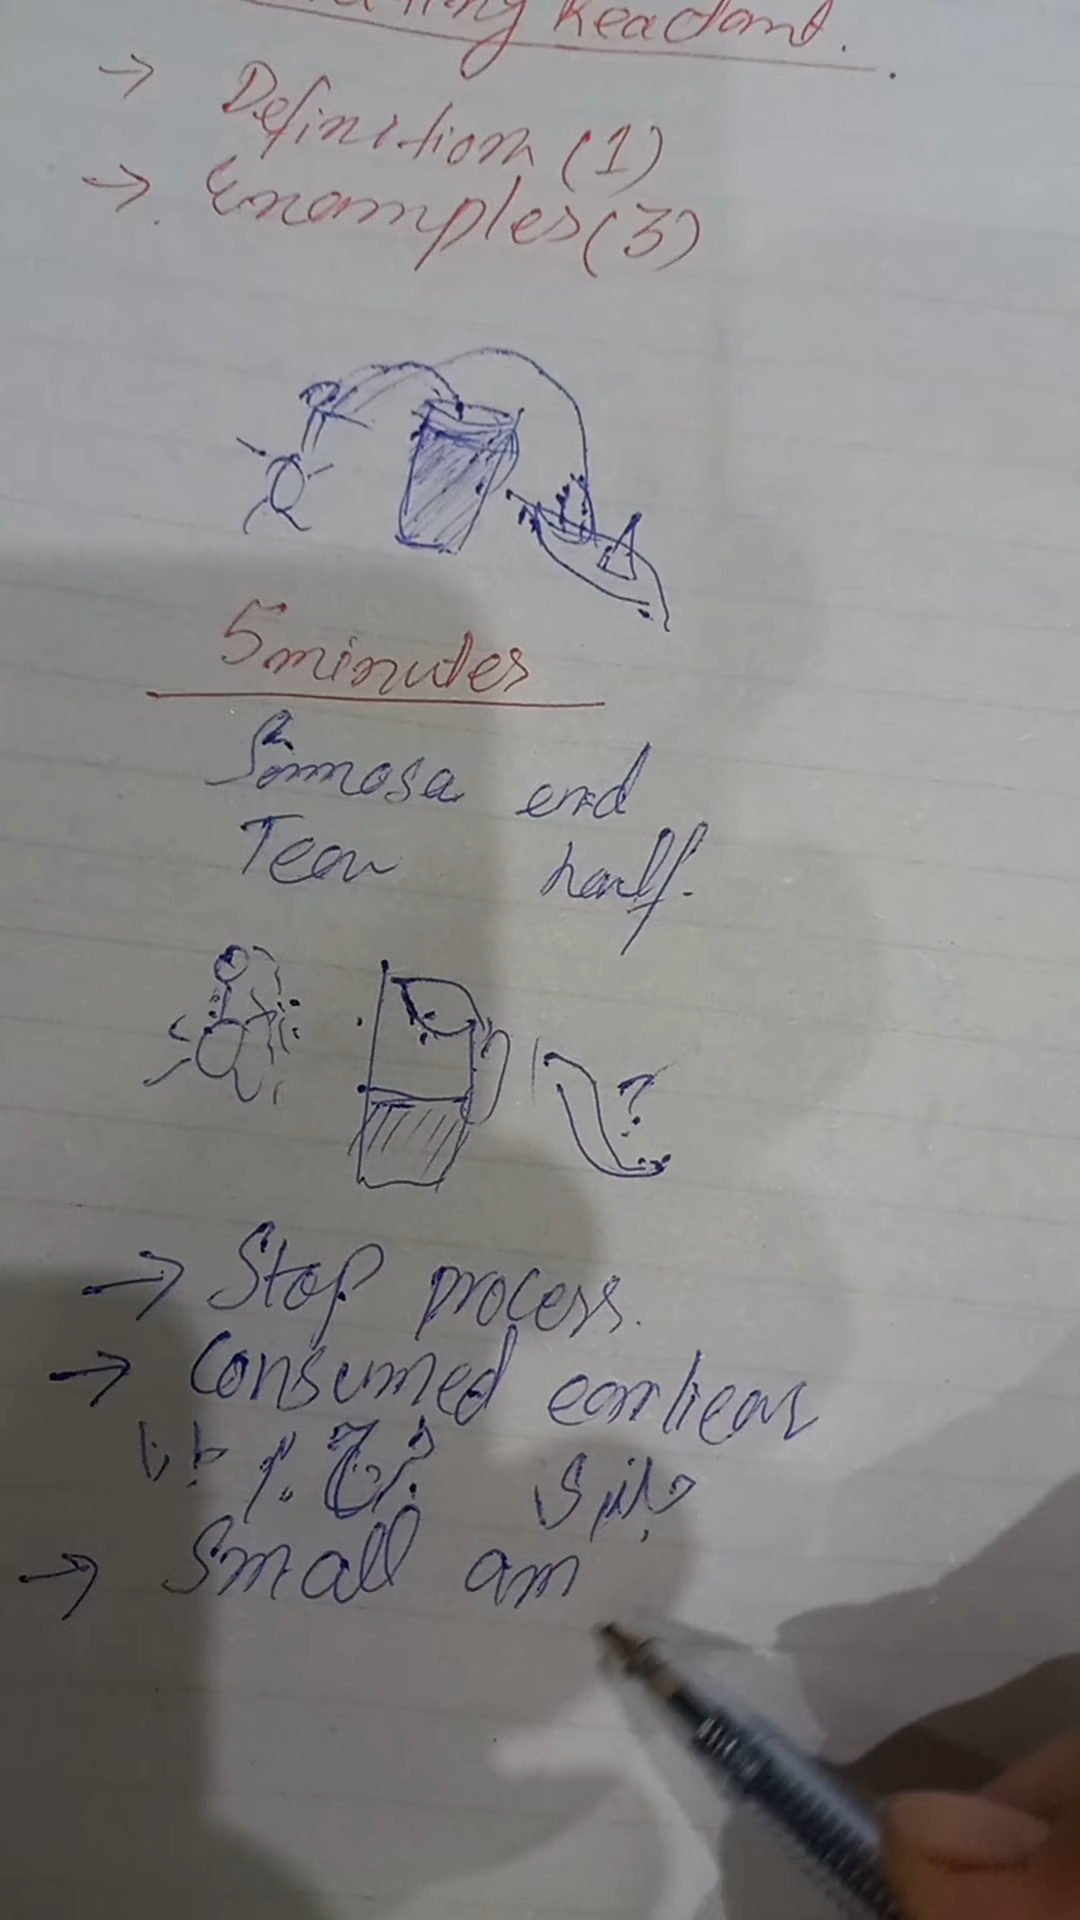 Reactant.
→ Definition (1)
→ Examples (3)
5 minutes
Samosa end
Tea half.
?
→ Stop process.
→ Consumed earlier
→ Small am